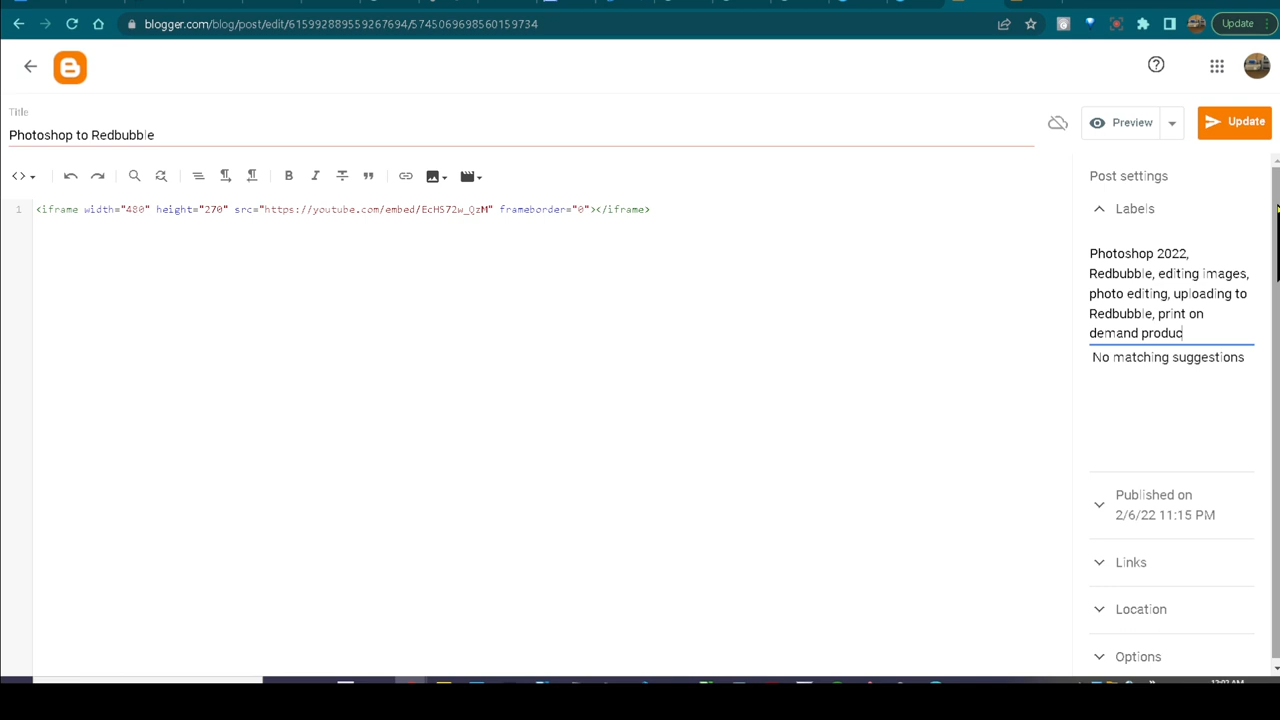 blogger.com/blog/post/edit/615992889559267694/5745069698560159734
Update
Title
Photoshop to Redbubble
Preview
Update
Post settings
1 <iframe width="480" height="270" src="https://youtube.com/embed/EcHS72w_QzM" frameborder="0"></iframe>
Labels
Photoshop 2022,
Redbubble, editing images,
photo editing, uploading to
Redbubble, print on
demand produc
No matching suggestions
Published on
2/6/22 11:15 PM
Links
Location
Options